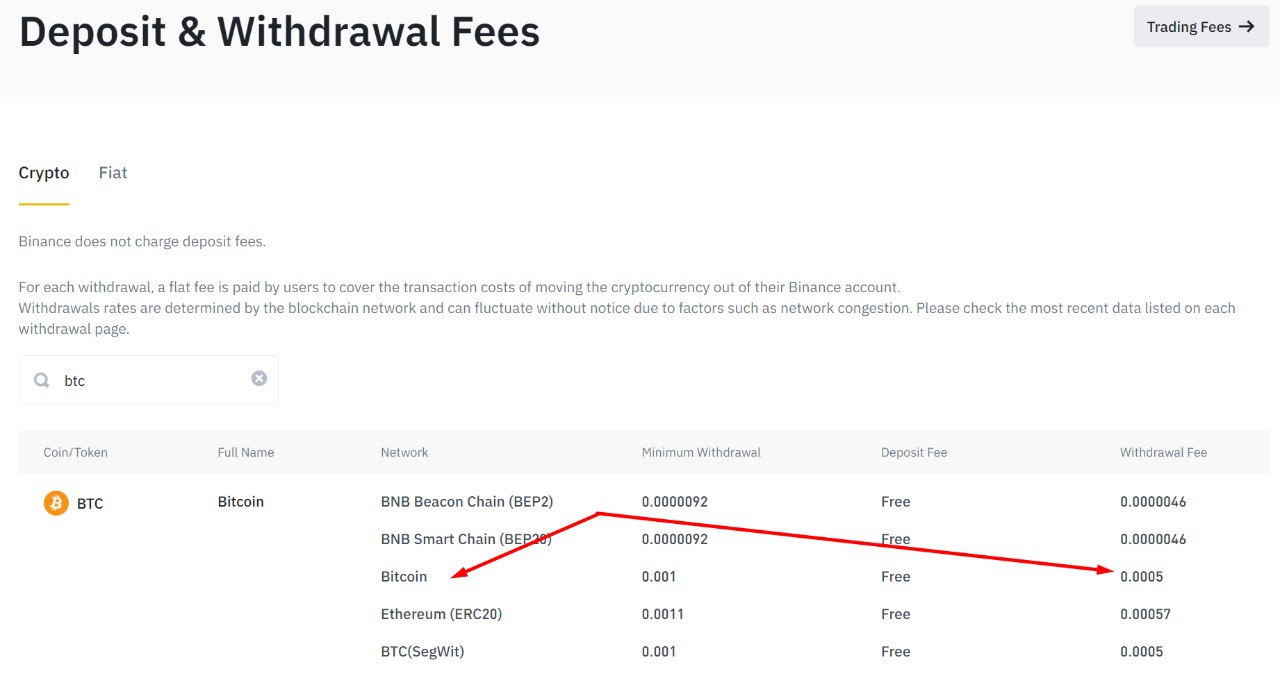 Deposit & Withdrawal Fees
Trading Fees →
Crypto Fiat
Binance does not charge deposit fees.
For each withdrawal, a flat fee is paid by users to cover the transaction costs of moving the cryptocurrency out of their Binance account.
Withdrawals rates are determined by the blockchain network and can fluctuate without notice due to factors such as network congestion. Please check the most recent data listed on each
withdrawal page.
btc
Coin/Token Full Name Network Minimum Withdrawal Deposit Fee Withdrawal Fee
BTC Bitcoin BNB Beacon Chain (BEP2) 0.0000092 Free 0.0000046
BNB Smart Chain (BEP20) 0.0000092 Free 0.0000046
Bitcoin 0.001 Free 0.0005
Ethereum (ERC20) 0.0011 Free 0.00057
BTC(SegWit) 0.001 Free 0.0005